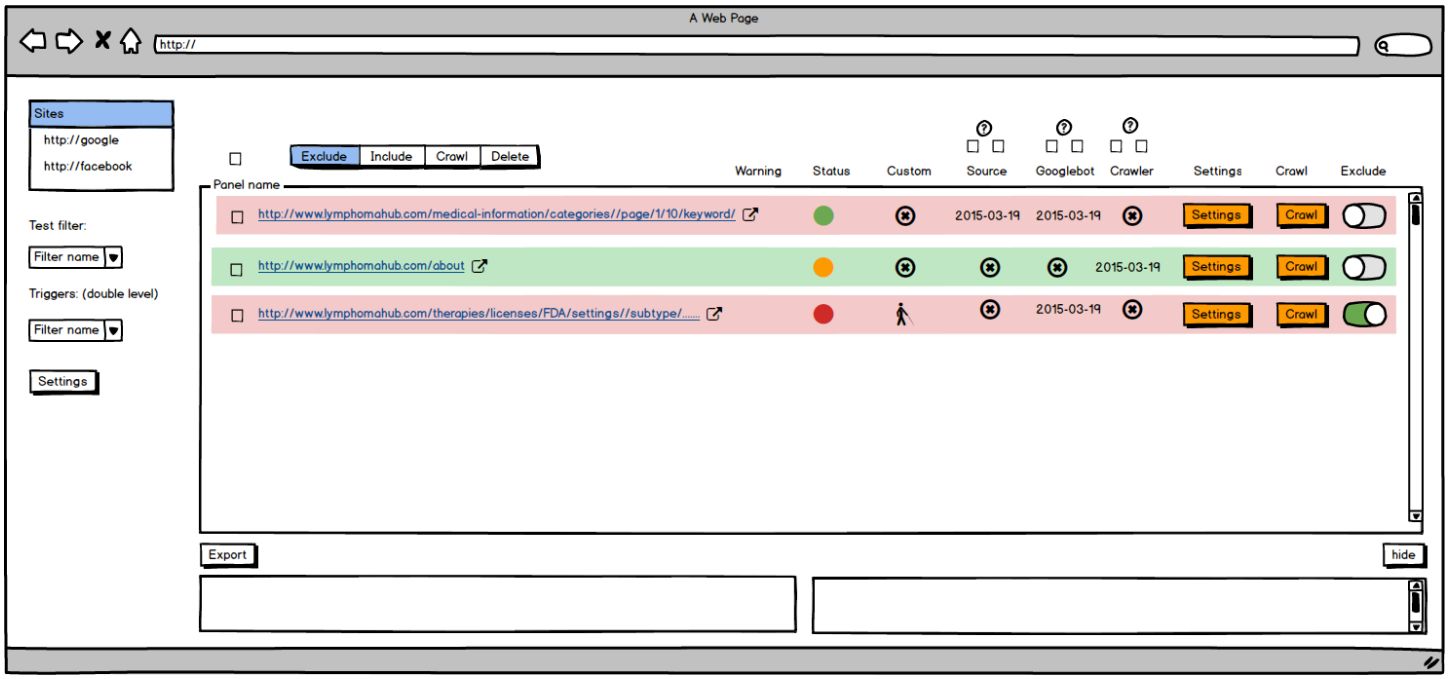 A Web Page
http://
Sites
http://google
http://facebook
Test filter:
Filter name
Triggers: (double level)
Filter name
Settings
Exclude Include Crawl Delete
? ? ?
Warning Status Custom Source Googlebot Crawler Settings Crawl Exclude
Panel name
http://www.lymphomahub.com/medical-information/categories//page/1/10/keyword/ 2015-03-19 2015-03-19 Settings Crawl
http://www.lymphomahub.com/about 2015-03-19 Settings Crawl
http://www.lymphomahub.com/therapies/licenses/FDA/settings//subtype/....... 2015-03-19 Settings Crawl
Export hide